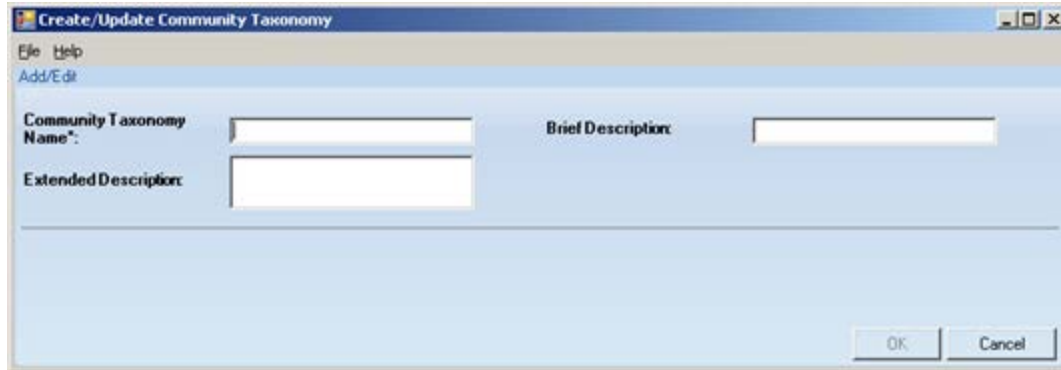 Create/Update Community Taxonomy
File Help
Add/Edit
Community Taxonomy
Name*:
Brief Description:
Extended Description:
OK Cancel